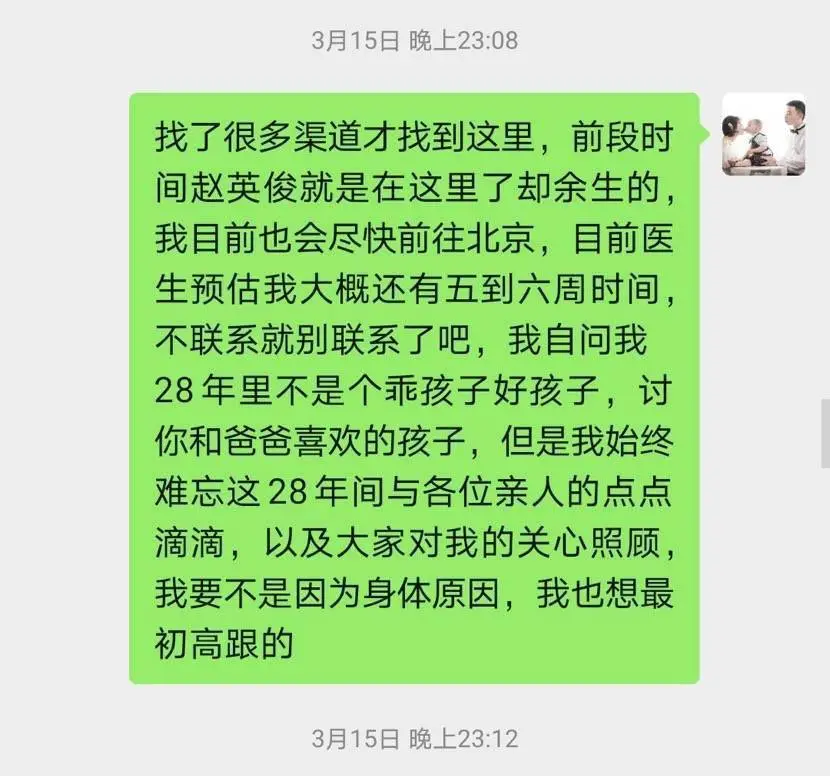 3月15日 晚上23:08
找了很多渠道才找到这里，前段时
间赵英俊就是在这里了却余生的，
我目前也会尽快前往北京，目前医
生预估我大概还有五到六周时间，
不联系就别联系了吧，我自问我
28年里不是个乖孩子好孩子，讨
你和爸爸喜欢的孩子，但是我始终
难忘这28年间与各位亲人的点点
滴滴，以及大家对我的关心照顾，
我要不是因为身体原因，我也想最
初高跟的
3月15日 晚上23:12